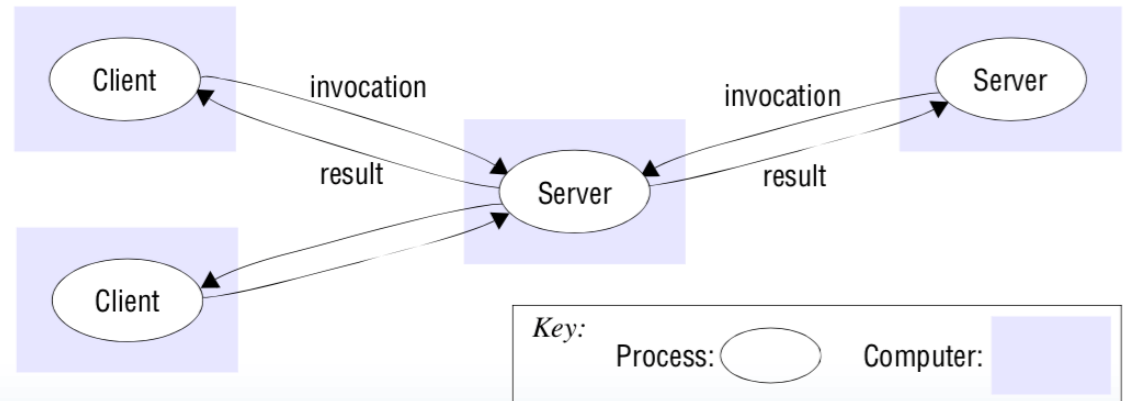 Client
invocation
result
Server
invocation
result
Server
Client
Key:
Process:
Computer: